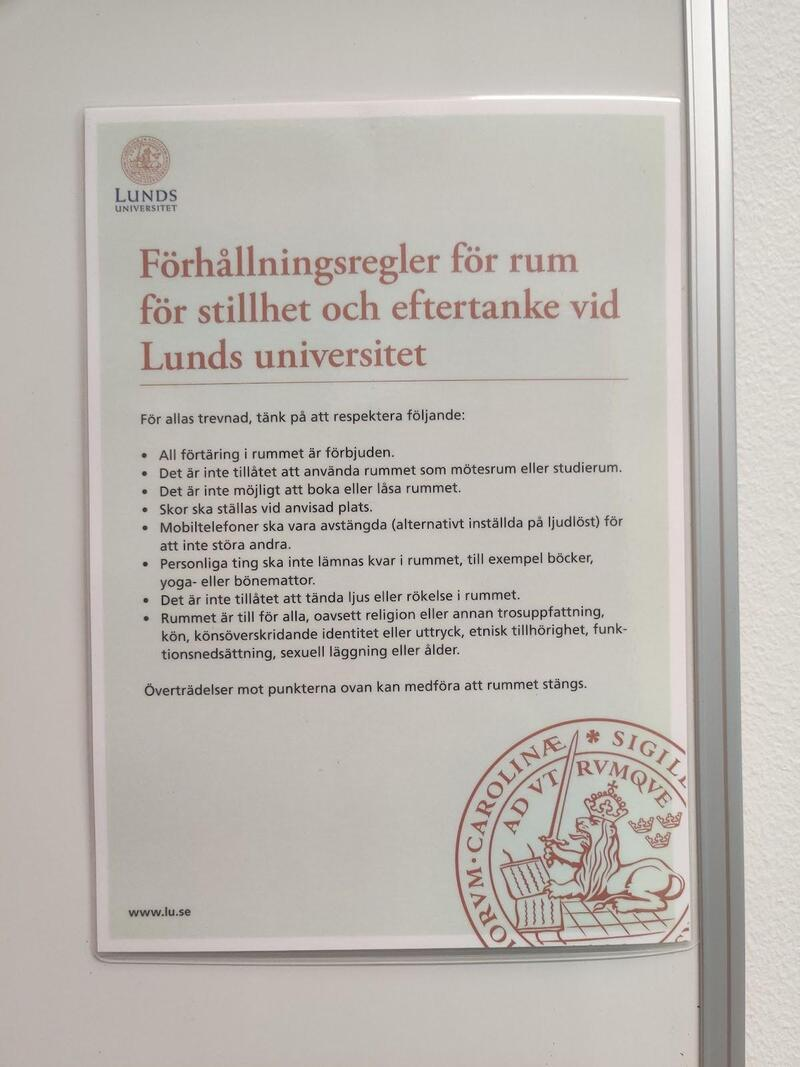 LUNDS
UNIVERSITET
Förhållningsregler för rum
för stillhet och eftertanke vid
Lunds universitet
För allas trevnad, tänk på att respektera följande:
• All förtäring i rummet är förbjuden.
• Det är inte tillåtet att använda rummet som mötesrum eller studierum.
• Det är inte möjligt att boka eller låsa rummet.
• Skor ska ställas vid anvisad plats.
• Mobiltelefoner ska vara avstängda (alternativt inställda på ljudlöst) för
att inte störa andra.
• Personliga ting ska inte lämnas kvar i rummet, till exempel böcker,
yoga- eller bönemattor.
• Det är inte tillåtet att tända ljus eller rökelse i rummet.
• Rummet är till för alla, oavsett religion eller annan trosuppfattning,
kön, könsöverskridande identitet eller uttryck, etnisk tillhörighet, funk-
tionsnedsättning, sexuell läggning eller ålder.
Överträdelser mot punkterna ovan kan medföra att rummet stängs.
ORVM · CAROLINÆ * SIGILL
AD VTRVMQVE
www.lu.se